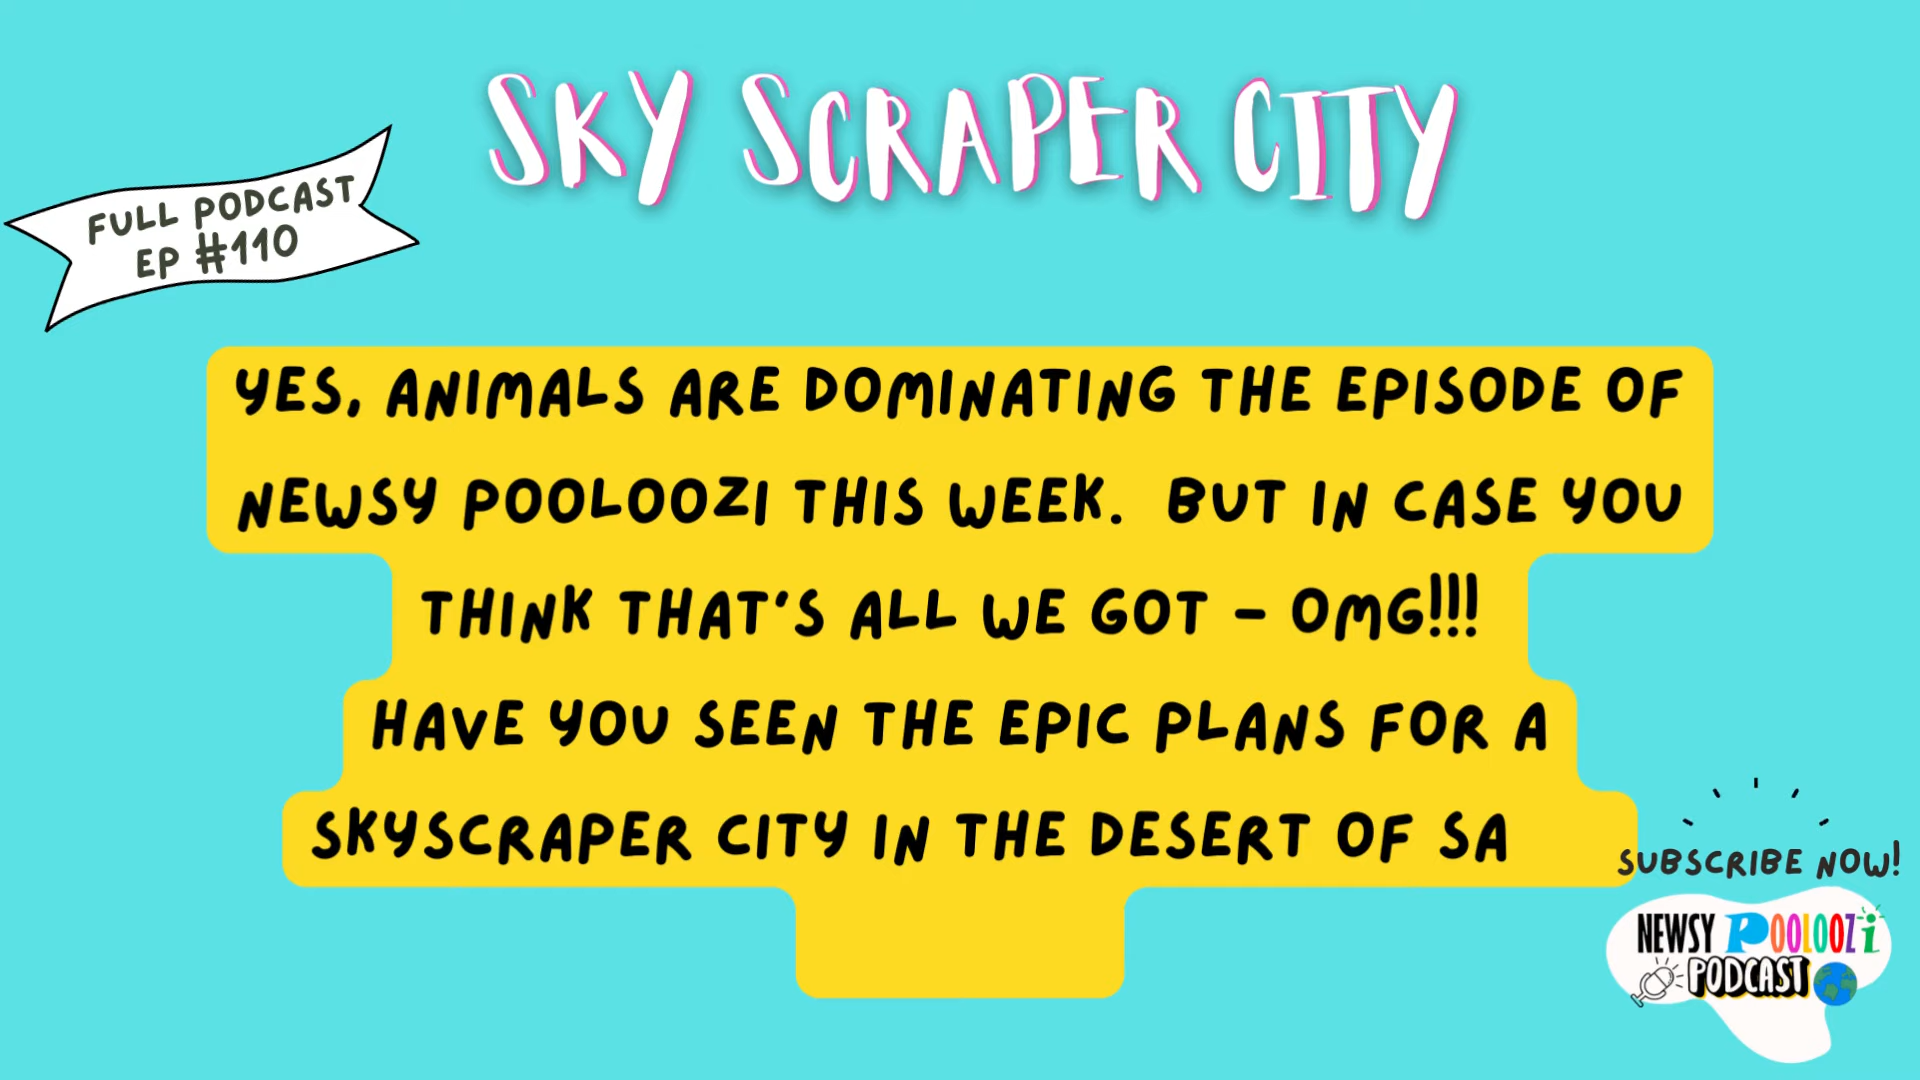 SKY SCRAPER CITY
FULL PODCAST
EP #110
YES, ANIMALS ARE DOMINATING THE EPISODE OF
NEWSY POOLOOZI THIS WEEK. BUT IN CASE YOU
THINK THAT'S ALL WE GOT - OMG!!!
HAVE YOU SEEN THE EPIC PLANS FOR A
SKYSCRAPER CITY IN THE DESERT OF SA
SUBSCRIBE NOW!
NEWSY POOLOOZi
PODCAST